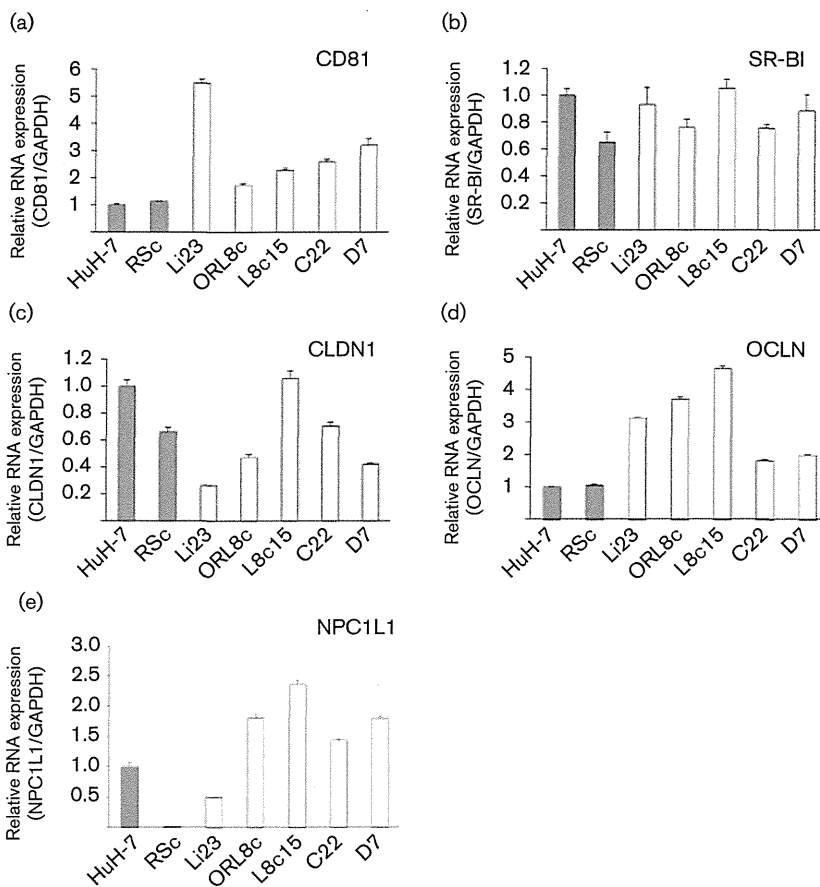 (a)
CD81
Relative RNA expression
(CD81/GAPDH)
6
5
4
3
2
1
HuH-7
RSc
Li23
ORL8c
L8c15
C22
D7
(b)
SR-BI
Relative RNA expression
(SR-BI/GAPDH)
1.2
1.0
0.8
0.6
0.4
0.2
HuH-7
RSc
Li23
ORL8c
L8c15
C22
D7
(c)
CLDN1
Relative RNA expression
(CLDN1/GAPDH)
1.2
1.0
0.8
0.6
0.4
0.2
HuH-7
RSc
Li23
ORL8c
L8c15
C22
D7
(d)
OCLN
Relative RNA expression
(OCLN/GAPDH)
5
4
3
2
1
HuH-7
RSc
Li23
ORL8c
L8c15
C22
D7
(e)
NPC1L1
Relative RNA expression
(NPC1L1/GAPDH)
3.0
2.5
2.0
1.5
1.0
0.5
HuH-7
RSc
Li23
ORL8c
L8c15
C22
D7